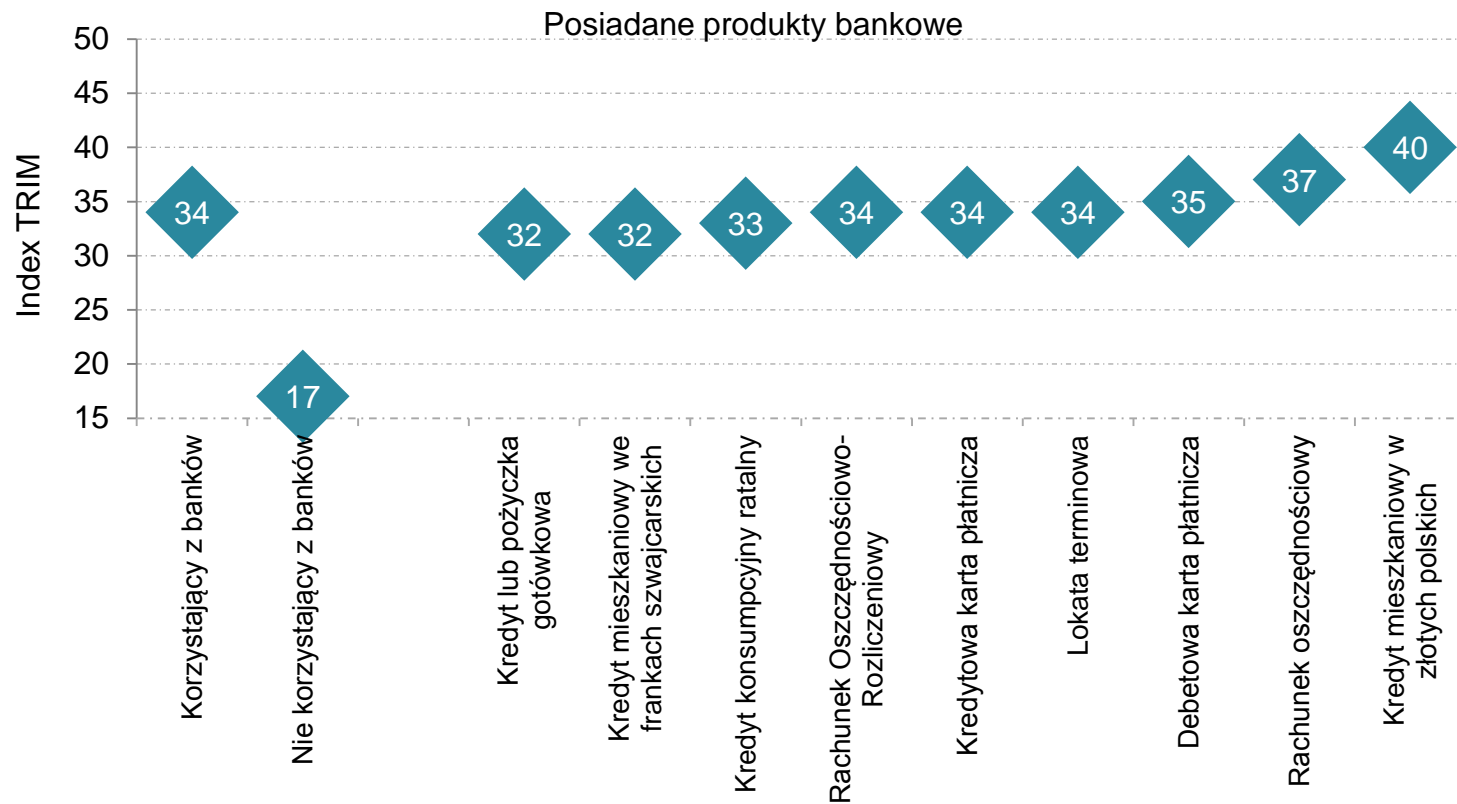 Posiadane produkty bankowe
Index TRIM
50
45
40
35
30
25
20
15
34
17
32
32
33
34
34
34
35
37
40
Korzystający z banków
Nie korzystający z banków
Kredyt lub pożyczka
gotówkowa
Kredyt mieszkaniowy we
frankach szwajcarskich
Kredyt konsumpcyjny ratalny
Rachunek Oszczędnościowo-
Rozliczeniowy
Kredytowa karta płatnicza
Lokata terminowa
Debetowa karta płatnicza
Rachunek oszczędnościowy
Kredyt mieszkaniowy w
złotych polskich